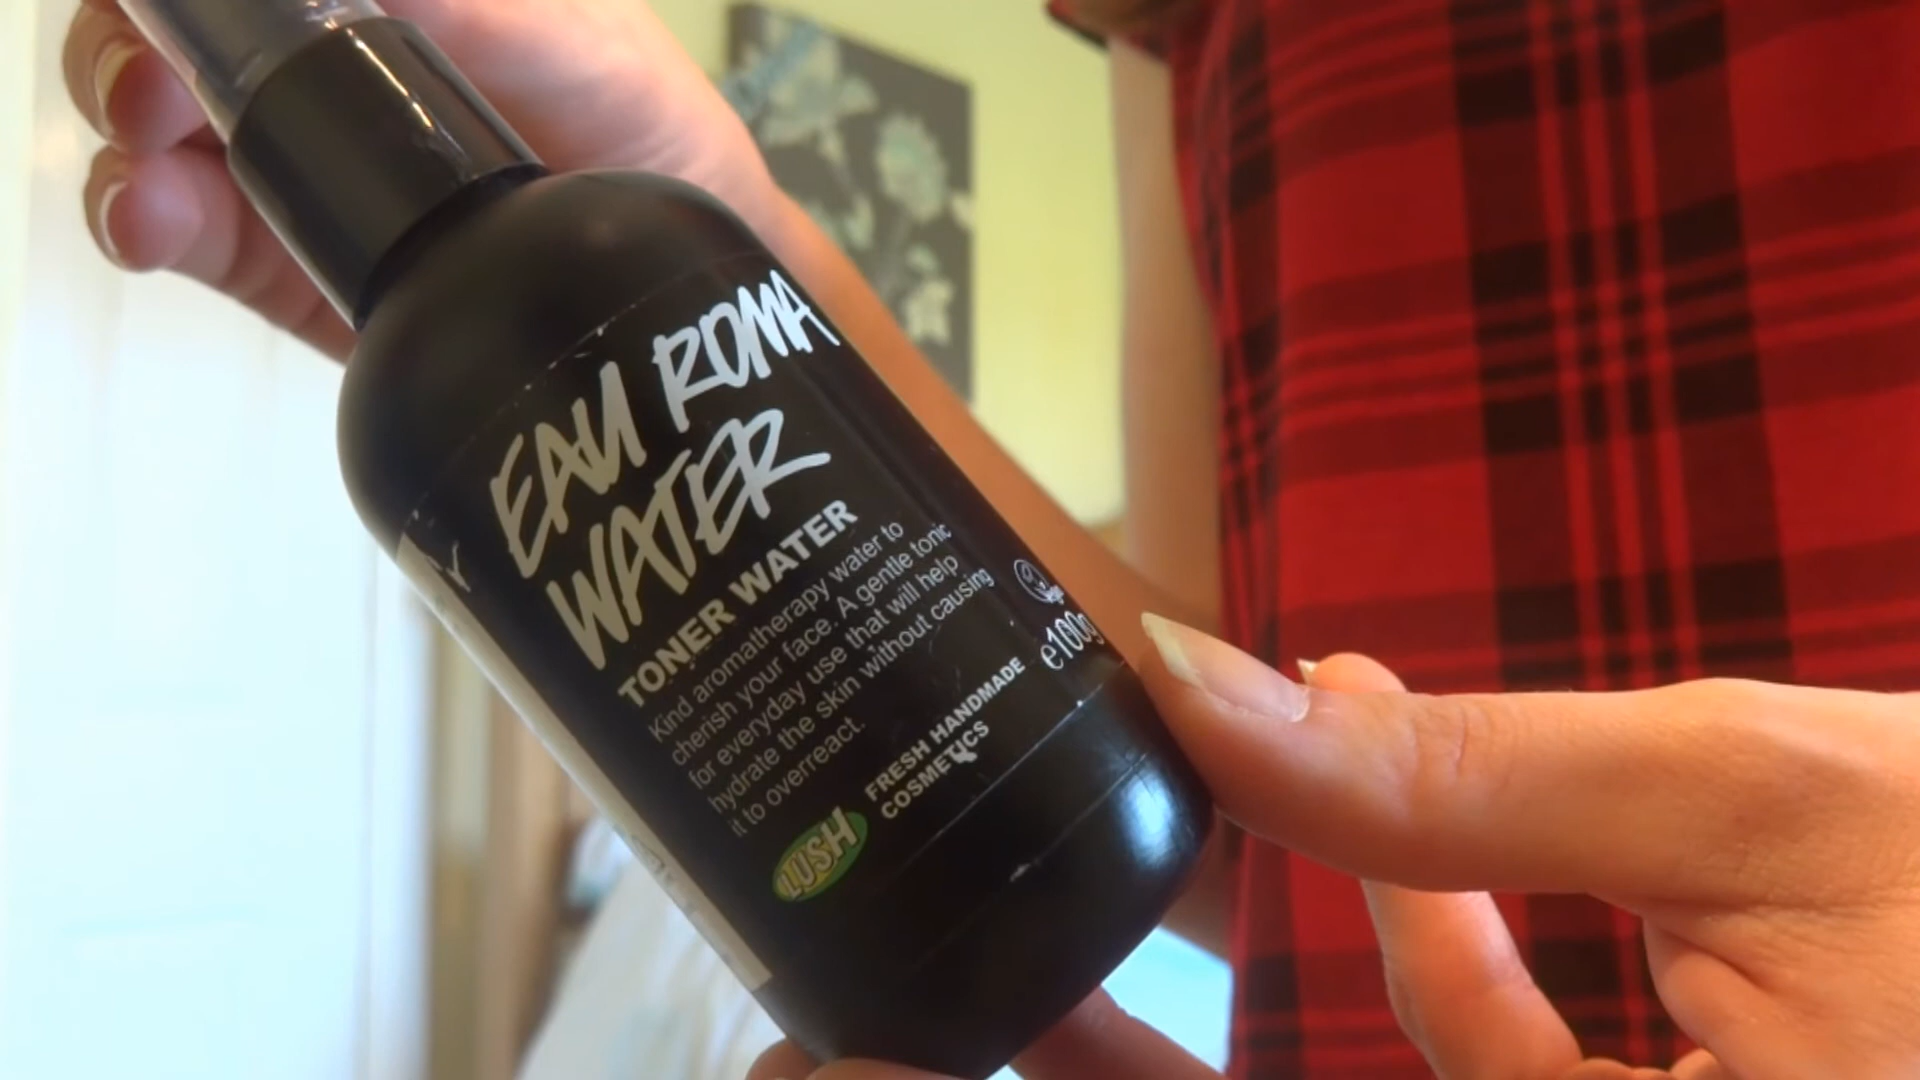 EAU ROMA
WATER
TONER WATER
Kind aromatherapy water to
cherish your face. A gentle tonic
for everyday use that will help
hydrate the skin without causing
it to overreact.
e100g
LUSH
FRESH HANDMADE
COSMETICS